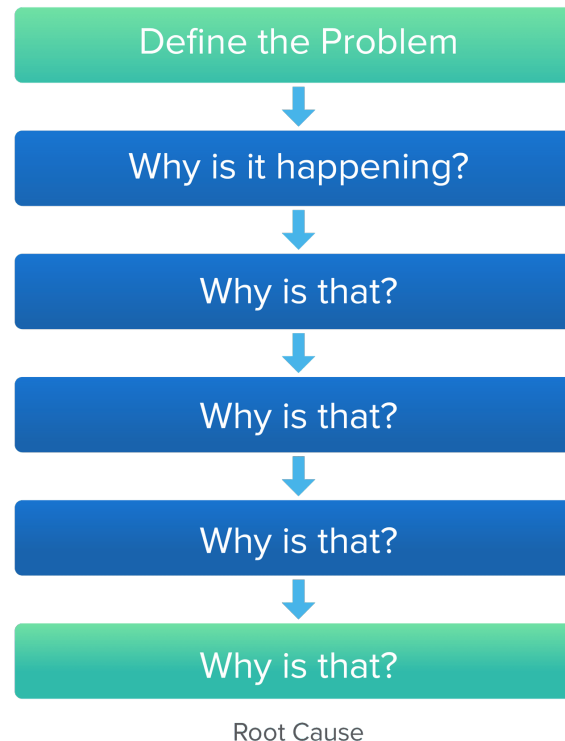 Define the Problem
Why is it happening?
Why is that?
Why is that?
Why is that?
Why is that?
Root Cause